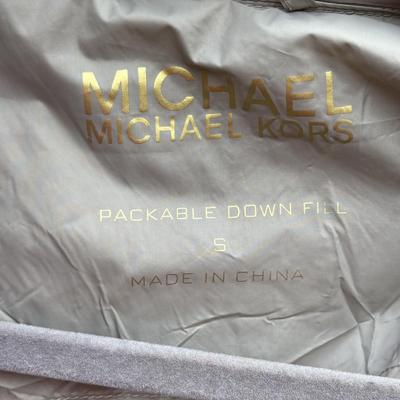 MICHAEL
MICHAEL KORS
PACKABLE DOWN FILL
S
MADE IN CHINA